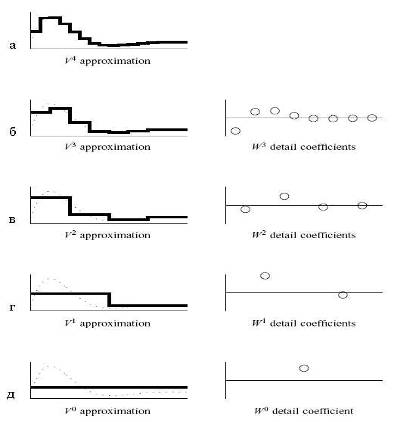 а
V⁴ approximation
б
V³ approximation
W³ detail coefficients
в
V² approximation
W² detail coefficients
г
V¹ approximation
W¹ detail coefficients
д
V⁰ approximation
W⁰ detail coefficient